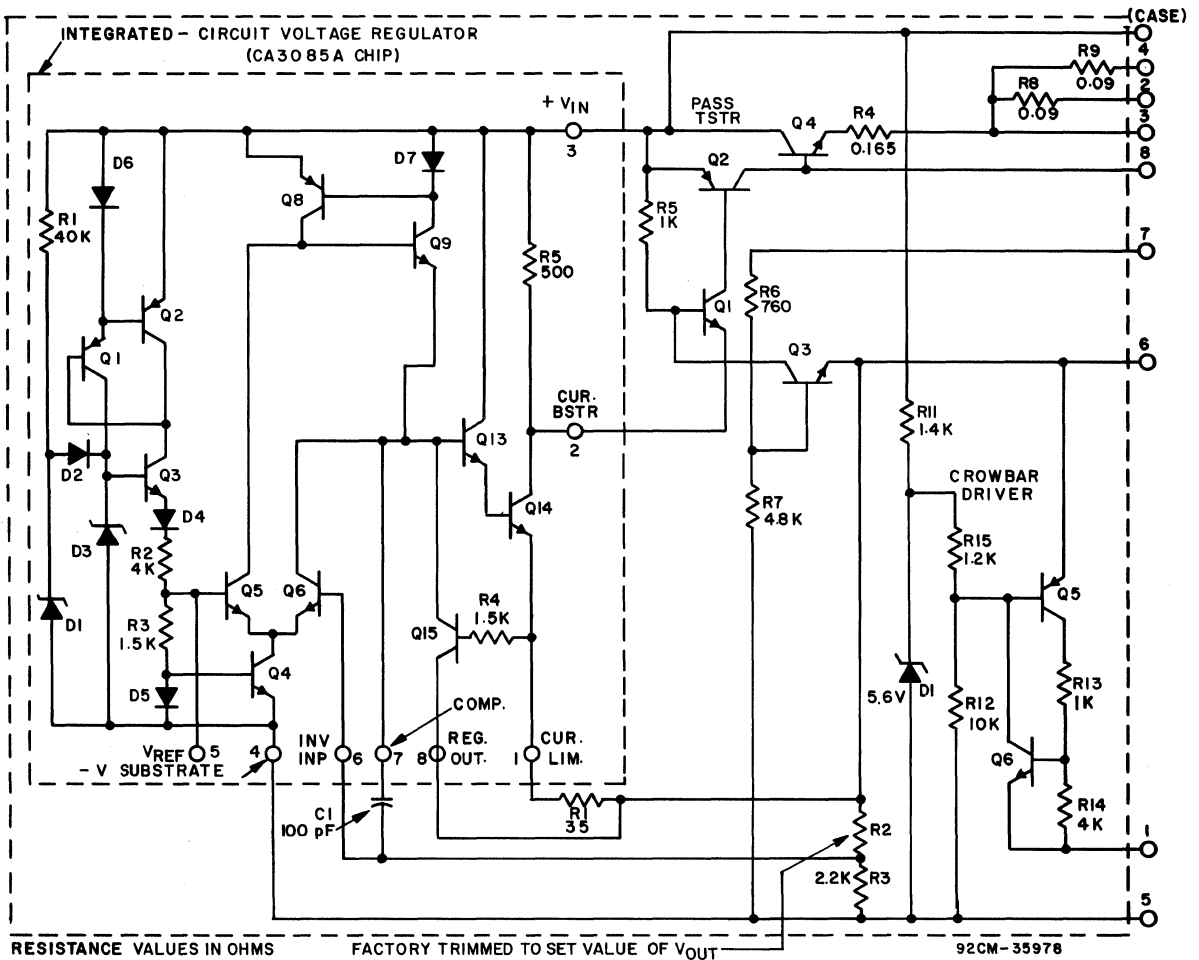 (CASE)
INTEGRATED - CIRCUIT VOLTAGE REGULATOR
(CA3085A CHIP)
4
R9
0.09
2
R8
0.09
3
+ VIN
3
PASS
TSTR
Q4
R4
0.165
8
D6
D7
Q2
Q8
R1
40K
R5
1K
7
Q9
R5
500
R6
760
Q1
Q2
Q1
Q3
6
CUR.
BSTR
2
R11
1.4K
Q13
D2
Q3
CROWBAR
DRIVER
Q14
R7
4.8K
D4
D3
R2
4K
R15
1.2K
Q5
Q6
Q5
R4
1.5K
D1
R3
1.5K
Q15
Q4
D5
5.6V
D1
R12
10K
R13
1K
COMP.
VREF
5
4
INV
INP
6
7
8
REG.
OUT.
1
CUR.
LIM.
Q6
- V SUBSTRATE
C1
100 pF
R1
35
R14
4K
R2
1
2.2K
R3
5
RESISTANCE VALUES IN OHMS
FACTORY TRIMMED TO SET VALUE OF VOUT
92CM-35978